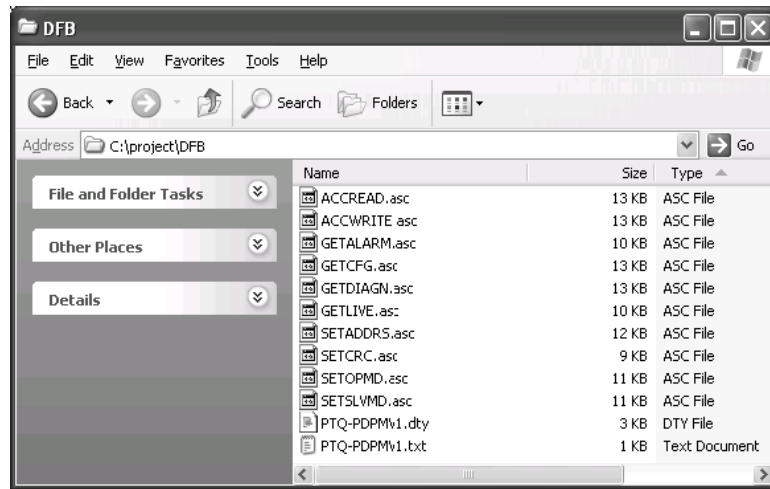 DFB
File Edit View Favorites Tools Help
Back Search Folders
Address C:\project\DFB Go
File and Folder Tasks
Other Places
Details
Name Size Type
ACCREAD.asc 13 KB ASC File
ACCWRITE asc 13 KB ASC File
GETALARM.asc 10 KB ASC File
GETCFG.asc 13 KB ASC File
GETDIAGN.asc 13 KB ASC File
GETLIVE.asc 10 KB ASC File
SETADDRS.asc 12 KB ASC File
SETCRC.asc 9 KB ASC File
SETOPMD.asc 11 KB ASC File
SETSLVMD.asc 11 KB ASC File
PTQ-PDPMv1.dty 3 KB DTY File
PTQ-PDPMv1.txt 1 KB Text Document